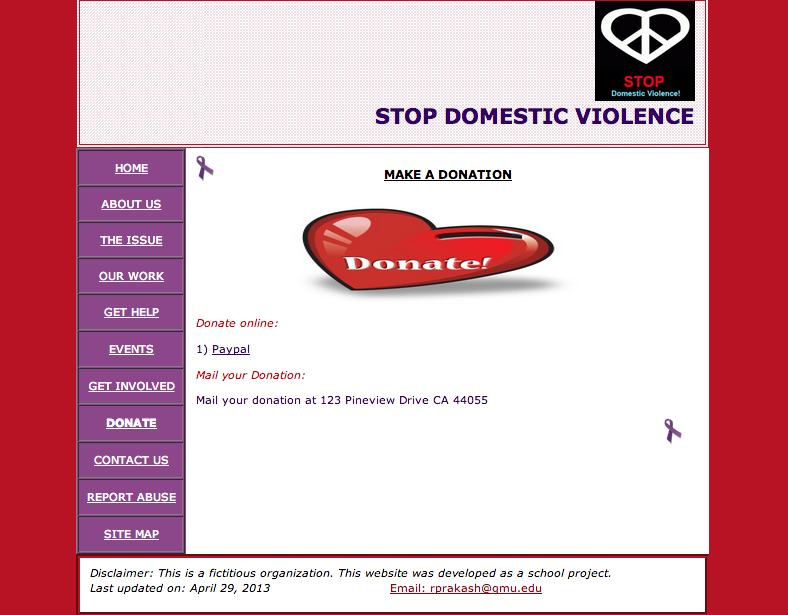 STOP
Domestic Violence!
STOP DOMESTIC VIOLENCE
HOME
ABOUT US
THE ISSUE
OUR WORK
GET HELP
EVENTS
GET INVOLVED
DONATE
CONTACT US
REPORT ABUSE
SITE MAP
MAKE A DONATION
Donate!
Donate online:
1) Paypal
Mail your Donation:
Mail your donation at 123 Pineview Drive CA 44055
Disclaimer: This is a fictitious organization. This website was developed as a school project.
Last updated on: April 29, 2013 Email: rprakash@gmu.edu